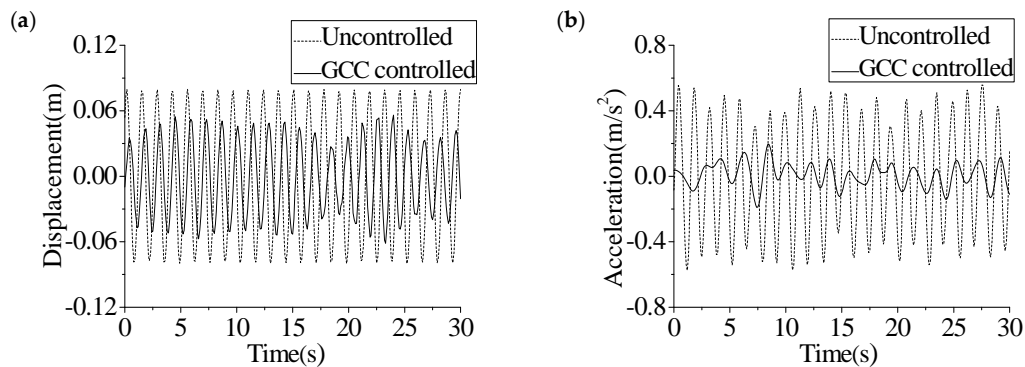 (a)
Displacement(m)
0.12
0.06
0.00
-0.06
-0.12
Uncontrolled
GCC controlled
0 5 10 15 20 25 30
Time(s)
(b)
Acceleration(m/s²)
0.8
0.4
0.0
-0.4
-0.8
Uncontrolled
GCC controlled
0 5 10 15 20 25 30
Time(s)